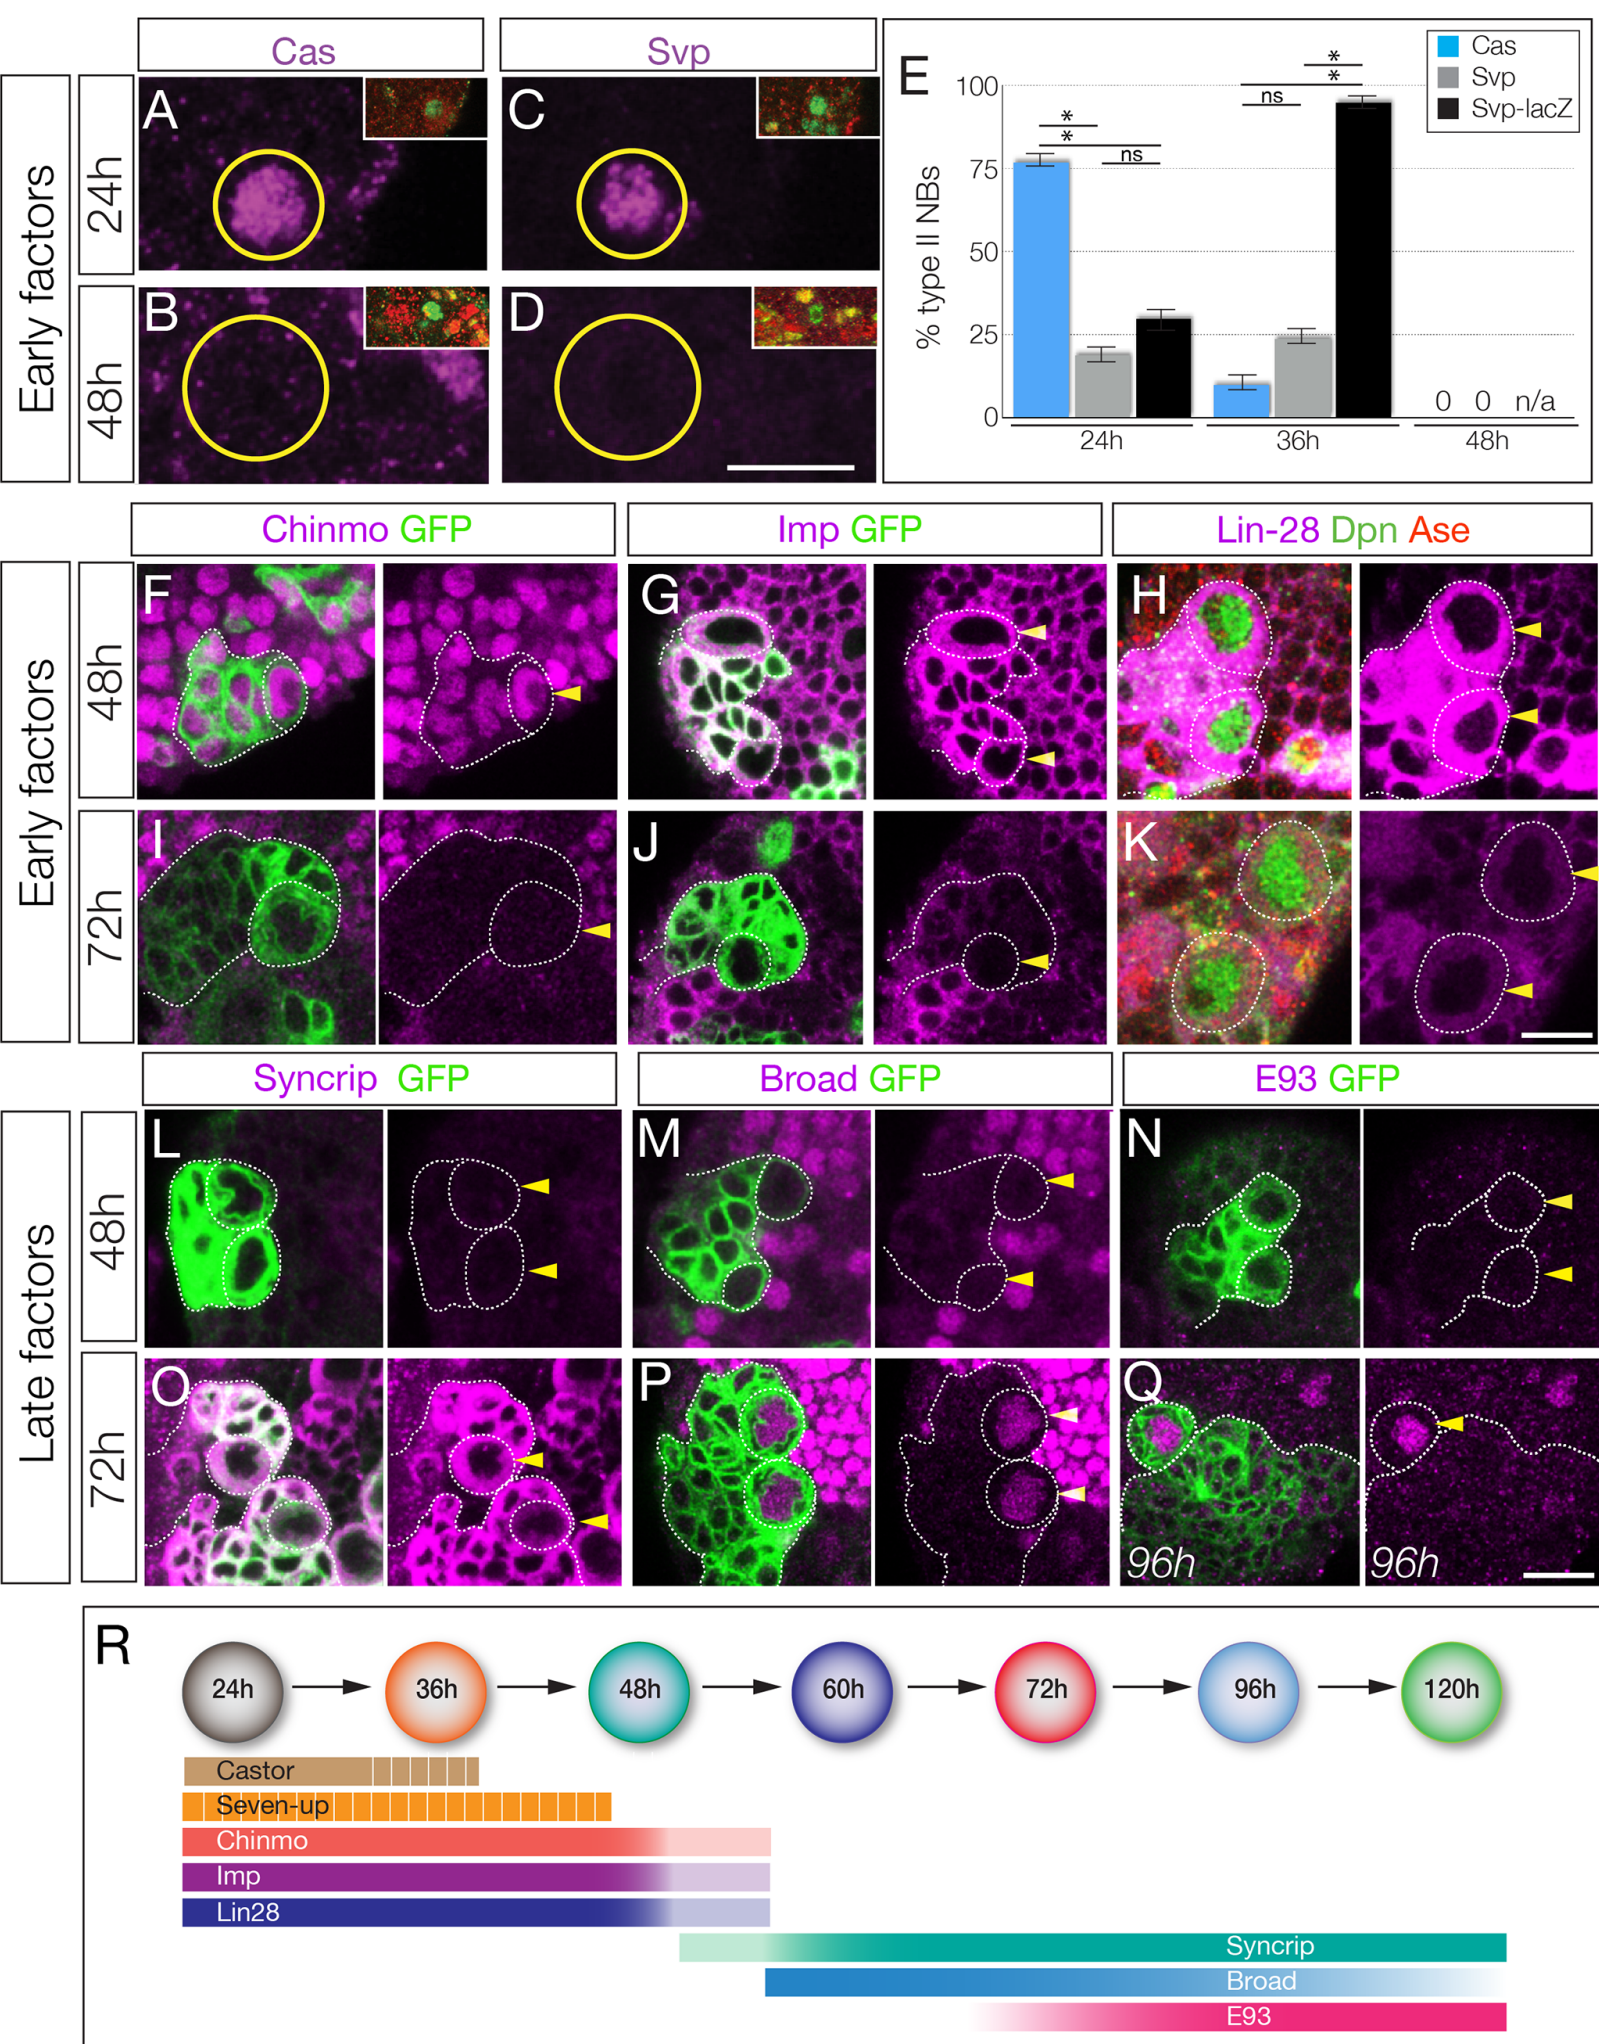 Cas
Svp
Early factors
24h
48h
A
C
B
D
E
Cas
Svp
Svp-lacZ
% type II NBs
100
75
50
25
0
*
*
ns
*
*
ns
0 0 n/a
24h 36h 48h
Chinmo GFP
Imp GFP
Lin-28 Dpn Ase
Early factors
48h
72h
F
G
H
I
J
K
Syncrip GFP
Broad GFP
E93 GFP
Late factors
48h
72h
L
M
N
O
P
Q
96h
96h
R
24h 36h 48h 60h 72h 96h 120h
Castor
Seven-up
Chinmo
Imp
Lin28
Syncrip
Broad
E93